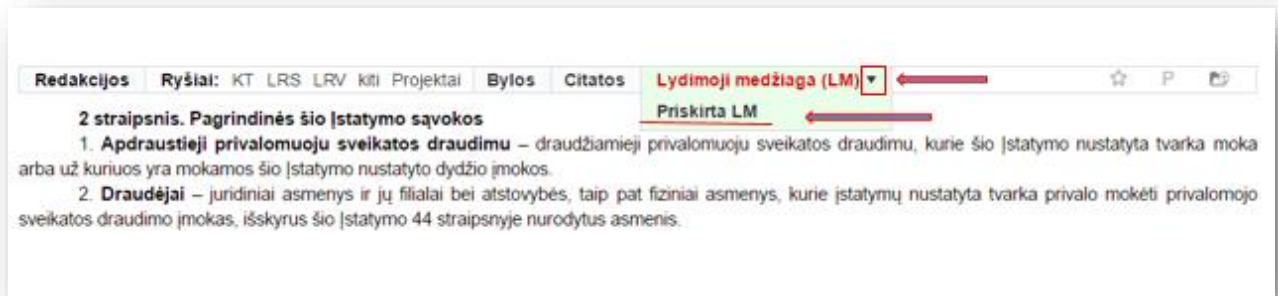 Redakcijos Ryšiai: KT LRS LRV kiti Projektai Bylos Citatos Lydimoji medžiaga (LM) P
Priskirta LM
2 straipsnis. Pagrindinės šio Įstatymo sąvokos
1. Apdraustieji privalomuoju sveikatos draudimu – draudžiamieji privalomuoju sveikatos draudimu, kurie šio Įstatymo nustatyta tvarka moka
arba už kuriuos yra mokamos šio Įstatymo nustatyto dydžio įmokos.
2. Draudėjai – juridiniai asmenys ir jų filialai bei atstovybės, taip pat fiziniai asmenys, kurie įstatymų nustatyta tvarka privalo mokėti privalomojo
sveikatos draudimo įmokas, išskyrus šio Įstatymo 44 straipsnyje nurodytus asmenis.